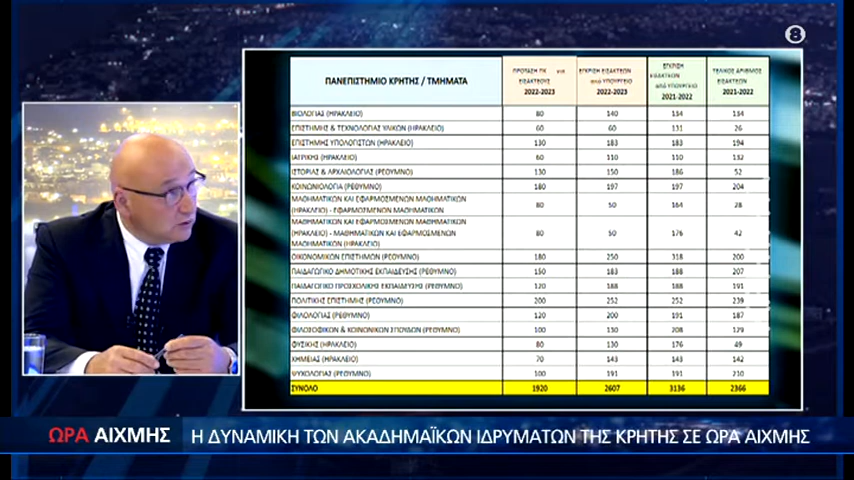 8
ΠΑΝΕΠΙΣΤΗΜΙΟ ΚΡΗΤΗΣ / ΤΜΗΜΑΤΑ | ΠΡΟΤΑΣΗ ΠΚ για ΕΙΣΑΚΤΕΟΥΣ 2022-2023 | ΕΓΚΡΙΣΗ ΕΙΣΑΚΤΕΩΝ από ΥΠΟΥΡΓΕΙΟ 2022-2023 | ΕΓΚΡΙΣΗ ΕΙΣΑΚΤΕΩΝ από ΥΠΟΥΡΓΕΙΟ 2021-2022 | ΤΕΛΙΚΟΣ ΑΡΙΘΜΟΣ ΕΙΣΑΚΤΕΩΝ 2021-2022
ΒΙΟΛΟΓΙΑΣ (ΗΡΑΚΛΕΙΟ) 80 140 134 134
ΕΠΙΣΤΗΜΗΣ & ΤΕΧΝΟΛΟΓΙΑΣ ΥΛΙΚΩΝ (ΗΡΑΚΛΕΙΟ) 60 60 131 26
ΕΠΙΣΤΗΜΗΣ ΥΠΟΛΟΓΙΣΤΩΝ (ΗΡΑΚΛΕΙΟ) 130 183 183 194
ΙΑΤΡΙΚΗΣ (ΗΡΑΚΛΕΙΟ) 60 110 110 132
ΙΣΤΟΡΙΑΣ & ΑΡΧΑΙΟΛΟΓΙΑΣ (ΡΕΘΥΜΝΟ) 130 150 186 52
ΚΟΙΝΩΝΙΟΛΟΓΙΑ (ΡΕΘΥΜΝΟ) 180 197 197 204
ΜΑΘΗΜΑΤΙΚΩΝ ΚΑΙ ΕΦΑΡΜΟΣΜΕΝΩΝ ΜΑΘΗΜΑΤΙΚΩΝ
(ΗΡΑΚΛΕΙΟ) - ΕΦΑΡΜΟΣΜΕΝΩΝ ΜΑΘΗΜΑΤΙΚΩΝ 80 50 164 28
ΜΑΘΗΜΑΤΙΚΩΝ ΚΑΙ ΕΦΑΡΜΟΣΜΕΝΩΝ ΜΑΘΗΜΑΤΙΚΩΝ
(ΗΡΑΚΛΕΙΟ) - ΜΑΘΗΜΑΤΙΚΩΝ ΚΑΙ ΕΦΑΡΜΟΣΜΕΝΩΝ 80 50 176 42
ΜΑΘΗΜΑΤΙΚΩΝ (ΗΡΑΚΛΕΙΟ)
ΟΙΚΟΝΟΜΙΚΩΝ ΕΠΙΣΤΗΜΩΝ (ΡΕΘΥΜΝΟ) 180 250 318 200
ΠΑΙΔΑΓΩΓΙΚΟ ΔΗΜΟΤΙΚΗΣ ΕΚΠΑΙΔΕΥΣΗΣ (ΡΕΘΥΜΝΟ) 150 183 188 207
ΠΑΙΔΑΓΩΓΙΚΟ ΠΡΟΣΧΟΛΙΚΗΣ ΕΚΠΑΙΔΕΥΣΗΣ (ΡΕΘΥΜΝΟ) 120 188 188 191
ΠΟΛΙΤΙΚΗΣ ΕΠΙΣΤΗΜΗΣ (ΡΕΘΥΜΝΟ) 200 252 252 239
ΦΙΛΟΛΟΓΙΑΣ (ΡΕΘΥΜΝΟ) 120 200 191 187
ΦΙΛΟΣΟΦΙΚΩΝ & ΚΟΙΝΩΝΙΚΩΝ ΣΠΟΥΔΩΝ (ΡΕΘΥΜΝΟ) 100 130 208 129
ΦΥΣΙΚΗΣ (ΗΡΑΚΛΕΙΟ) 80 130 176 49
ΧΗΜΕΙΑΣ (ΗΡΑΚΛΕΙΟ) 70 143 143 142
ΨΥΧΟΛΟΓΙΑΣ (ΡΕΘΥΜΝΟ) 100 191 191 210
ΣΥΝΟΛΟ 1920 2607 3136 2366
ΩΡΑ ΑΙΧΜΗΣ Η ΔΥΝΑΜΙΚΗ ΤΩΝ ΑΚΑΔΗΜΑΪΚΩΝ ΙΔΡΥΜΑΤΩΝ ΤΗΣ ΚΡΗΤΗΣ ΣΕ ΩΡΑ ΑΙΧΜΗΣ